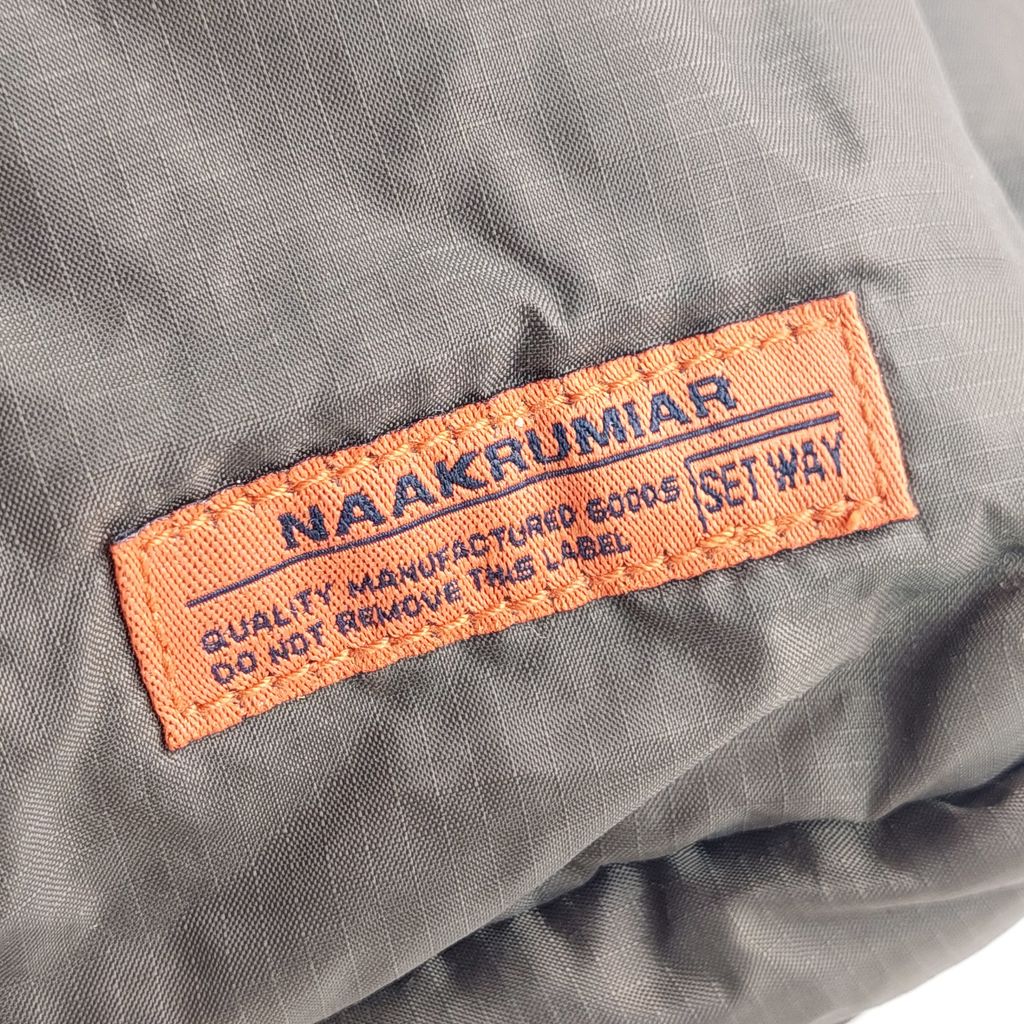 NAAKRUMIAR
QUALITY MANUFACTURED GOODS
DO NOT REMOVE THIS LABEL
SET WAY